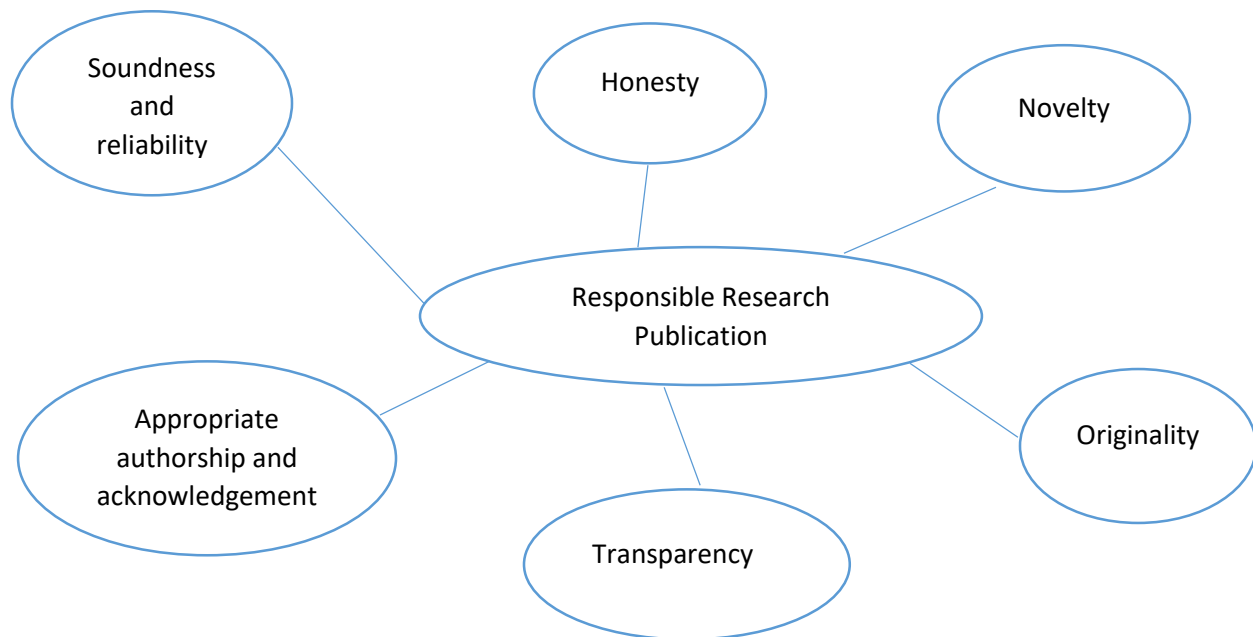 Soundness
and
reliability
Honesty
Novelty
Responsible Research
Publication
Appropriate
authorship and
acknowledgement
Originality
Transparency